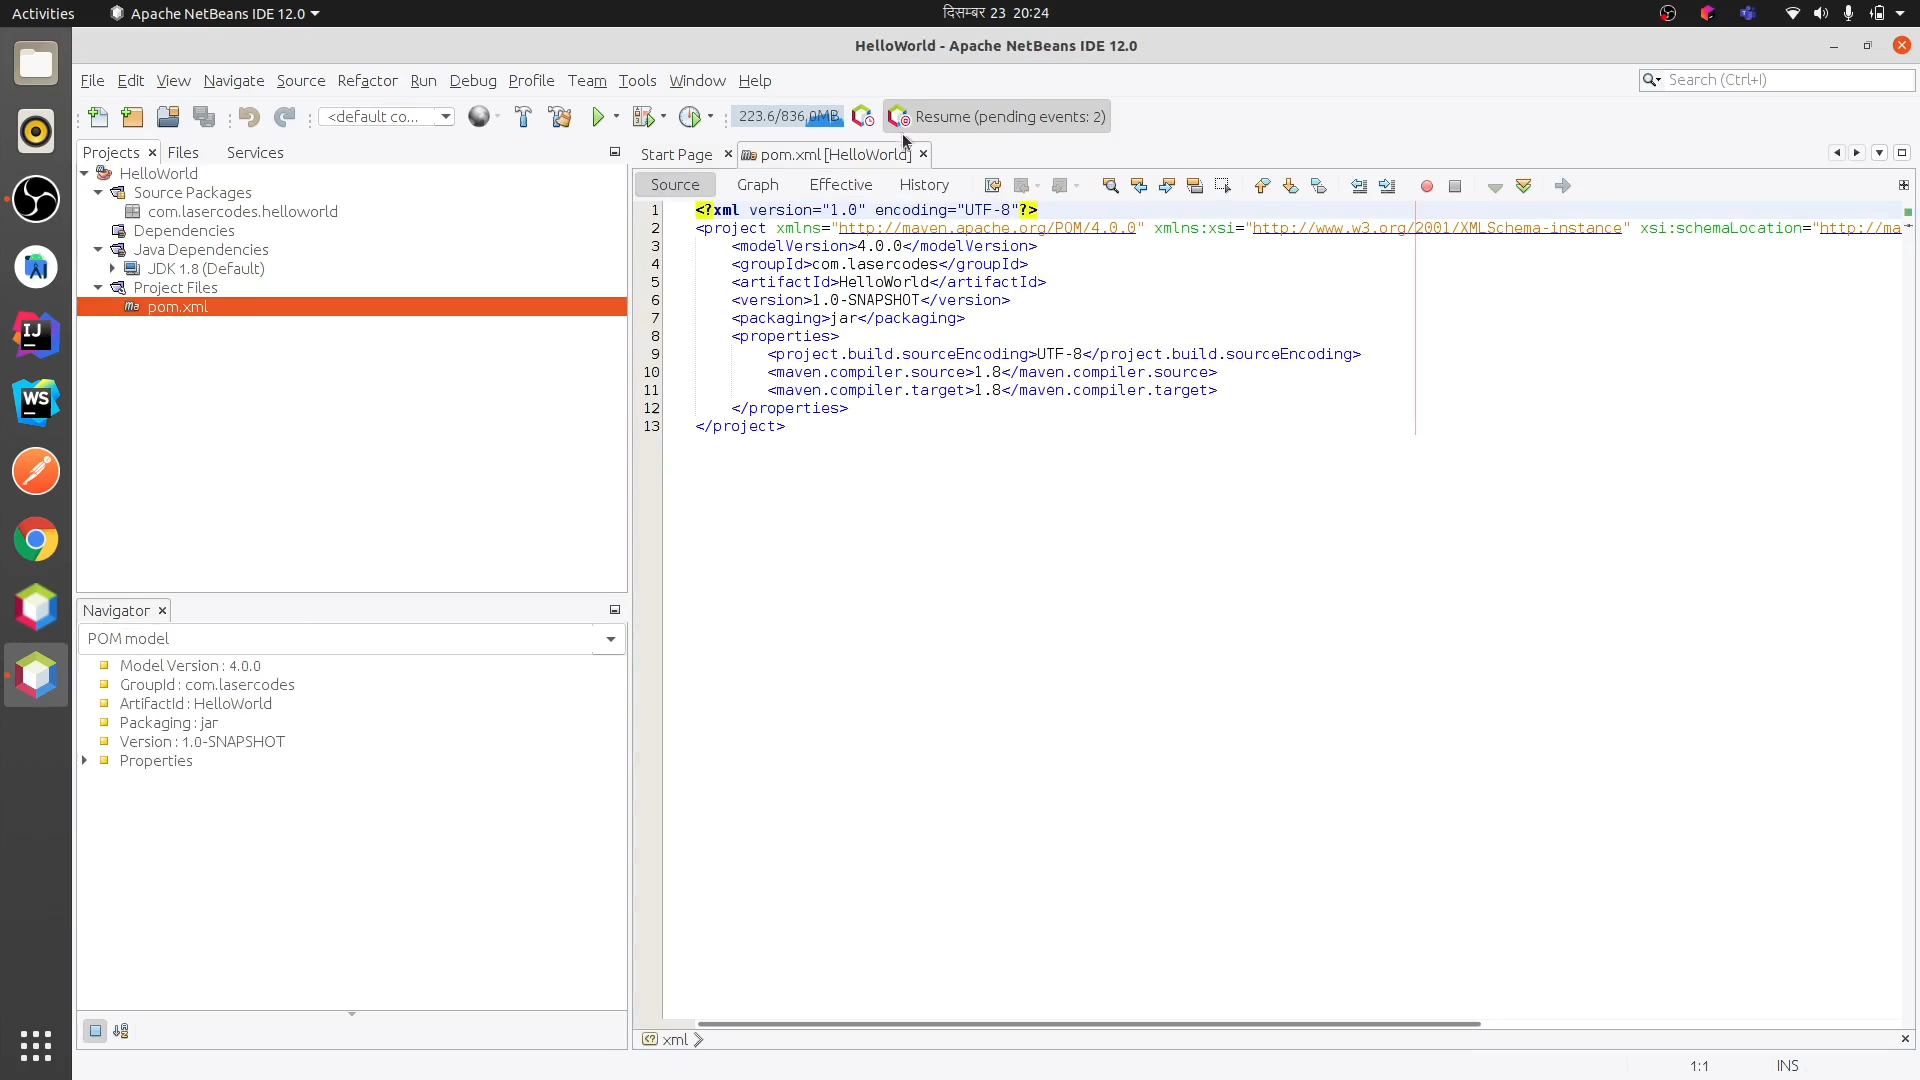 Activities
Apache NetBeans IDE 12.0
दिसम्बर 23 20:24
HelloWorld - Apache NetBeans IDE 12.0
File Edit View Navigate Source Refactor Run Debug Profile Team Tools Window Help
Search (Ctrl+I)
<default co...
223.6/836.0MB
Resume (pending events: 2)
Projects
Files
Services
HelloWorld
Source Packages
com.lasercodes.helloworld
Dependencies
Java Dependencies
JDK 1.8 (Default)
Project Files
pom.xml
Navigator
POM model
Model Version : 4.0.0
GroupId : com.lasercodes
ArtifactId : HelloWorld
Packaging : jar
Version : 1.0-SNAPSHOT
Properties
Start Page
pom.xml [HelloWorld]
Source Graph Effective History
1 <?xml version="1.0" encoding="UTF-8"?>
2 <project xmlns="http://maven.apache.org/POM/4.0.0" xmlns:xsi="http://www.w3.org/2001/XMLSchema-instance" xsi:schemaLocation="http://ma
3 <modelVersion>4.0.0</modelVersion>
4 <groupId>com.lasercodes</groupId>
5 <artifactId>HelloWorld</artifactId>
6 <version>1.0-SNAPSHOT</version>
7 <packaging>jar</packaging>
8 <properties>
9 <project.build.sourceEncoding>UTF-8</project.build.sourceEncoding>
10 <maven.compiler.source>1.8</maven.compiler.source>
11 <maven.compiler.target>1.8</maven.compiler.target>
12 </properties>
13 </project>
xml
1:1
INS
IJ
WS